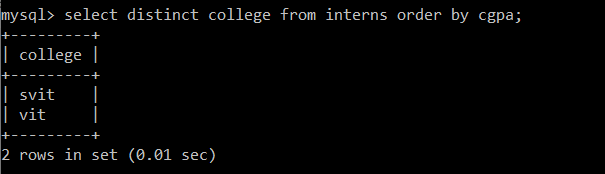 mysql> select distinct college from interns order by cgpa;
+---------+
| college |
+---------+
| svit    |
| vit     |
+---------+
2 rows in set (0.01 sec)